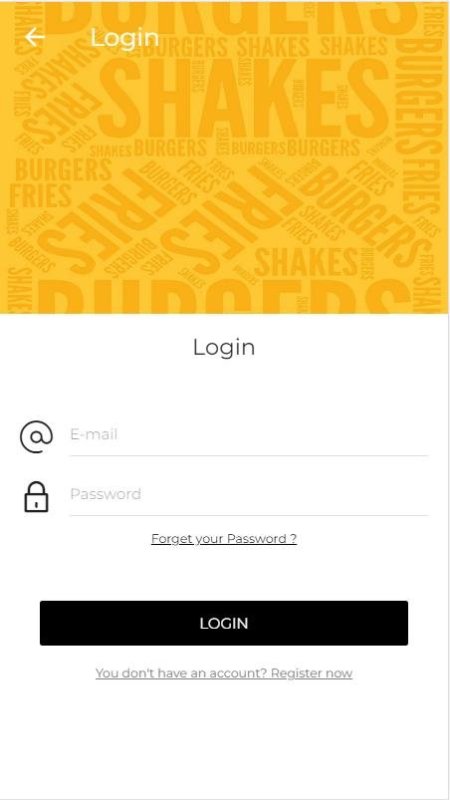 BURGERS
Login
BURGERS SHAKES SHAKES
FRIES
SHAKES
SHAKES
FRIES
BURGERS
FRIES
SHAKES BURGERS SHAKES BURGERS BURGERS
BURGERS
FRIES
FRIES
BURGERS
FRIES
FRIES
BURGERS
SHAKES
FRIES
SHAKES
BURGERS
BURGERS
Login
E-mail
Password
Forget your Password ?
LOGIN
You don't have an account? Register now